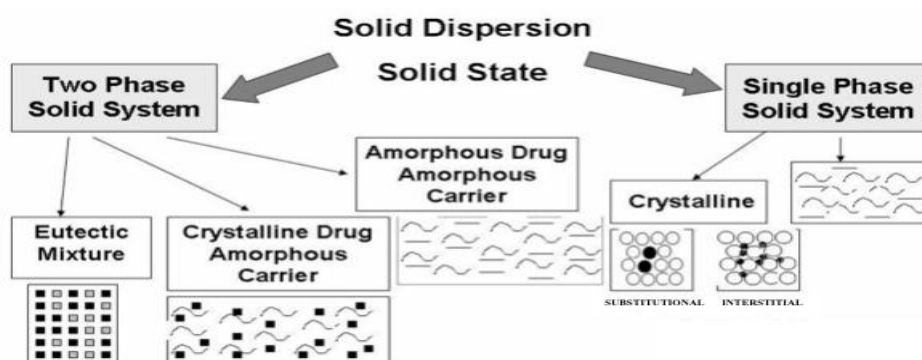 Solid Dispersion
Solid State
Two Phase
Solid System
Single Phase
Solid System
Amorphous Drug
Amorphous
Carrier
Crystalline
Eutectic
Mixture
Crystalline Drug
Amorphous
Carrier
SUBSTITUTIONAL
INTERSTITIAL